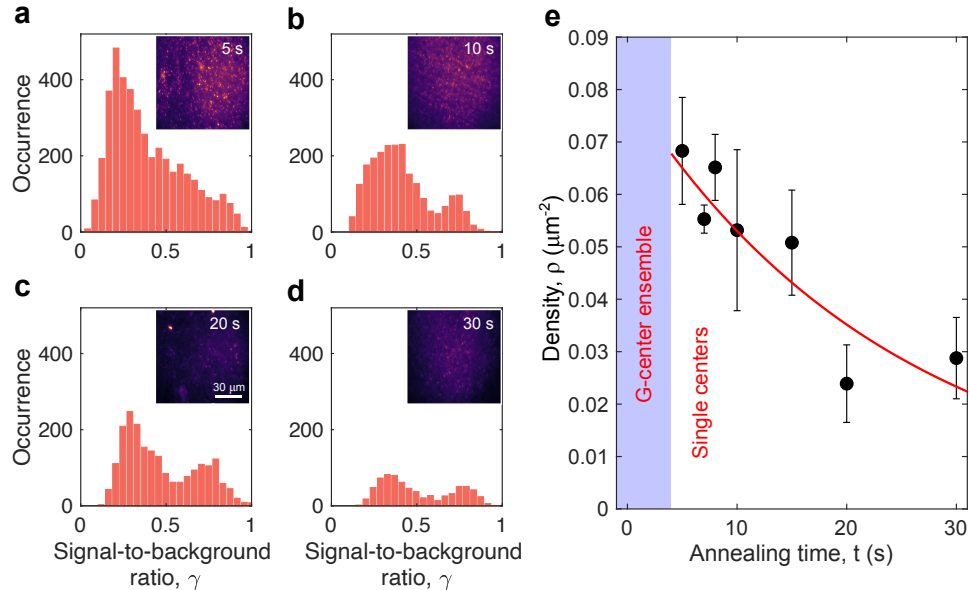 a
5 s
Occurrence
400
200
0
0
0.5
1
Signal-to-background
ratio, γ
b
10 s
400
200
0
0
0.5
1
c
20 s
30 μm
Occurrence
400
200
0
0
0.5
1
Signal-to-background
ratio, γ
d
30 s
400
200
0
0
0.5
1
Signal-to-background
ratio, γ
e
Density, ρ (μm⁻²)
0.09
0.08
0.07
0.06
0.05
0.04
0.03
0.02
0.01
0
G-center ensemble
Single centers
0
10
20
30
Annealing time, t (s)